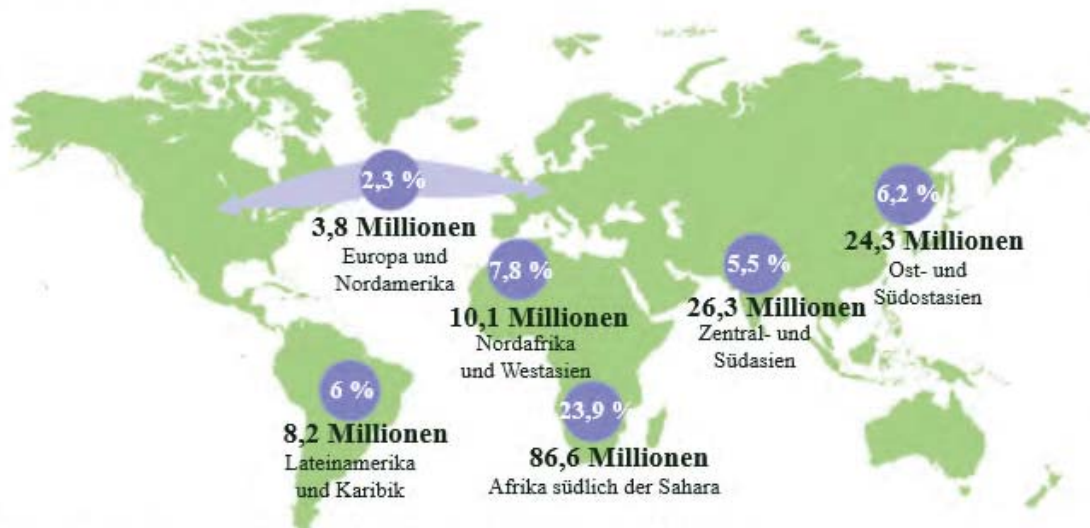 2,3 %
3,8 Millionen
Europa und
Nordamerika
6,2 %
24,3 Millionen
Ost- und
Südostasien
7,8 %
10,1 Millionen
Nordafrika
und Westasien
5,5 %
26,3 Millionen
Zentral- und
Südasien
6 %
8,2 Millionen
Lateinamerika
und Karibik
23,9 %
86,6 Millionen
Afrika südlich der Sahara